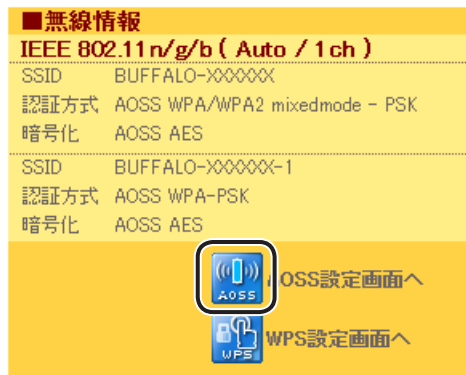 ■無線情報
IEEE 802.11n/g/b ( Auto / 1ch )
SSID BUFFALO-XXXXXX
認証方式 AOSS WPA/WPA2 mixedmode - PSK
暗号化 AOSS AES
SSID BUFFALO-XXXXXX-1
認証方式 AOSS WPA-PSK
暗号化 AOSS AES
AOSS AOSS設定画面へ
WPS WPS設定画面へ